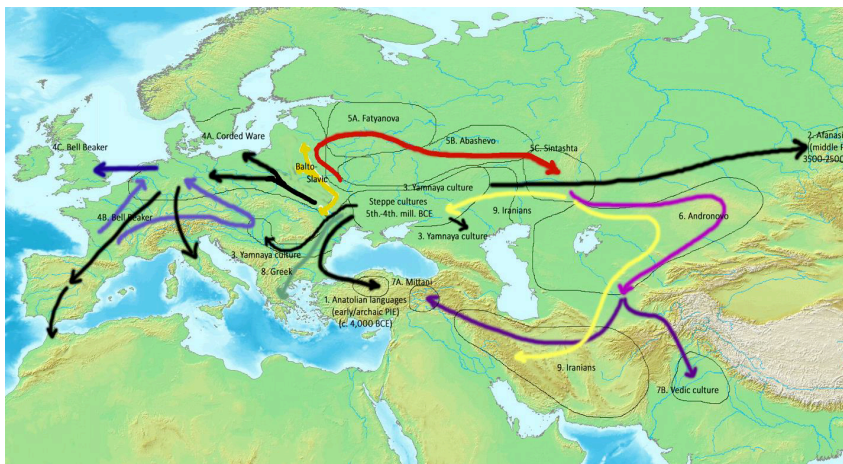 5A. Fatyanova
5B. Abashevo
5C. Sintashta
2. Afanasi
(middle
3500-2500
4C. Bell Beaker
4A. Corded Ware
Balto-
Slavic
3. Yamnaya culture
Steppe cultures
5th.-4th. mill. BCE
9. Iranians
6. Andronovo
4B. Bell Beaker
3. Yamnaya culture
3. Yamnaya culture
8. Greek
7A. Mittani
1. Anatolian languages
(early/archaic PIE)
(c. 4,000 BCE)
9. Iranians
7B. Vedic culture